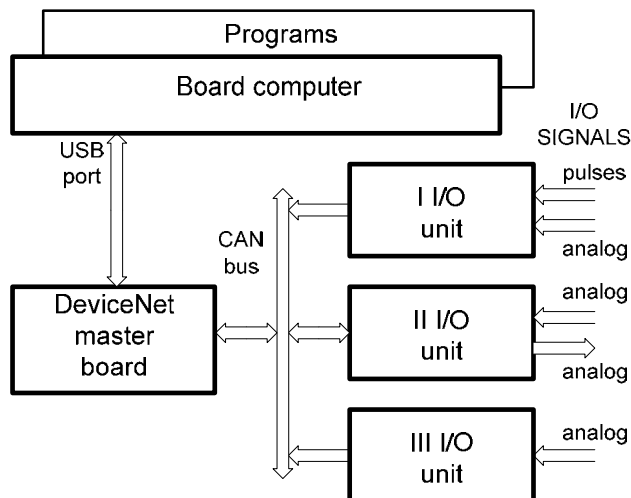 Programs
Board computer
I/O
SIGNALS
USB
port
pulses
I I/O
unit
analog
CAN
bus
DeviceNet
master
board
analog
II I/O
unit
analog
analog
III I/O
unit